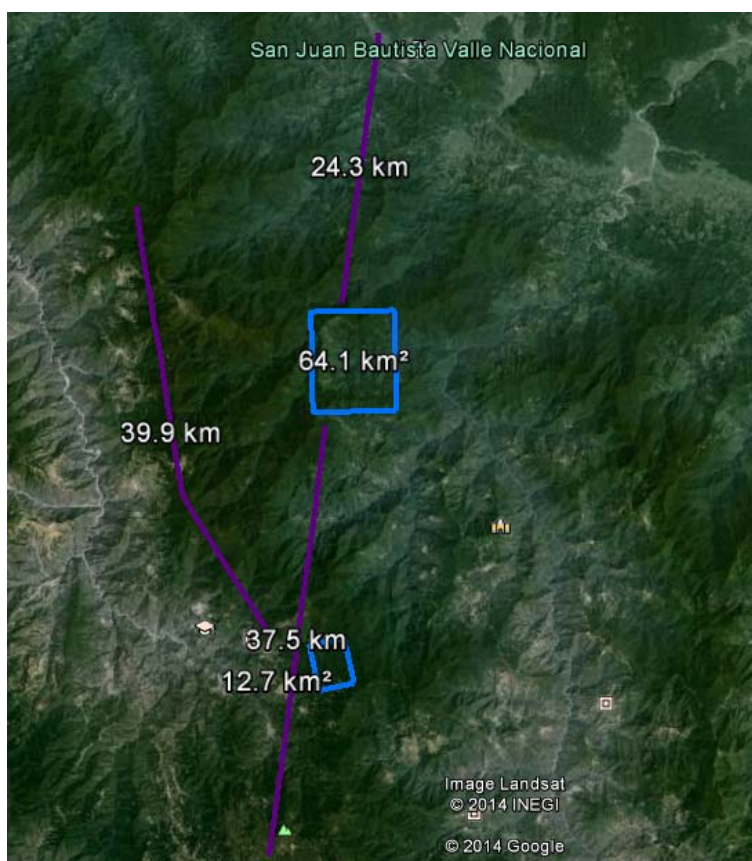 San Juan Bautista Valle Nacional
24.3 km
64.1 km²
39.9 km
37.5 km
12.7 km²
Image Landsat
© 2014 INEGI
© 2014 Google